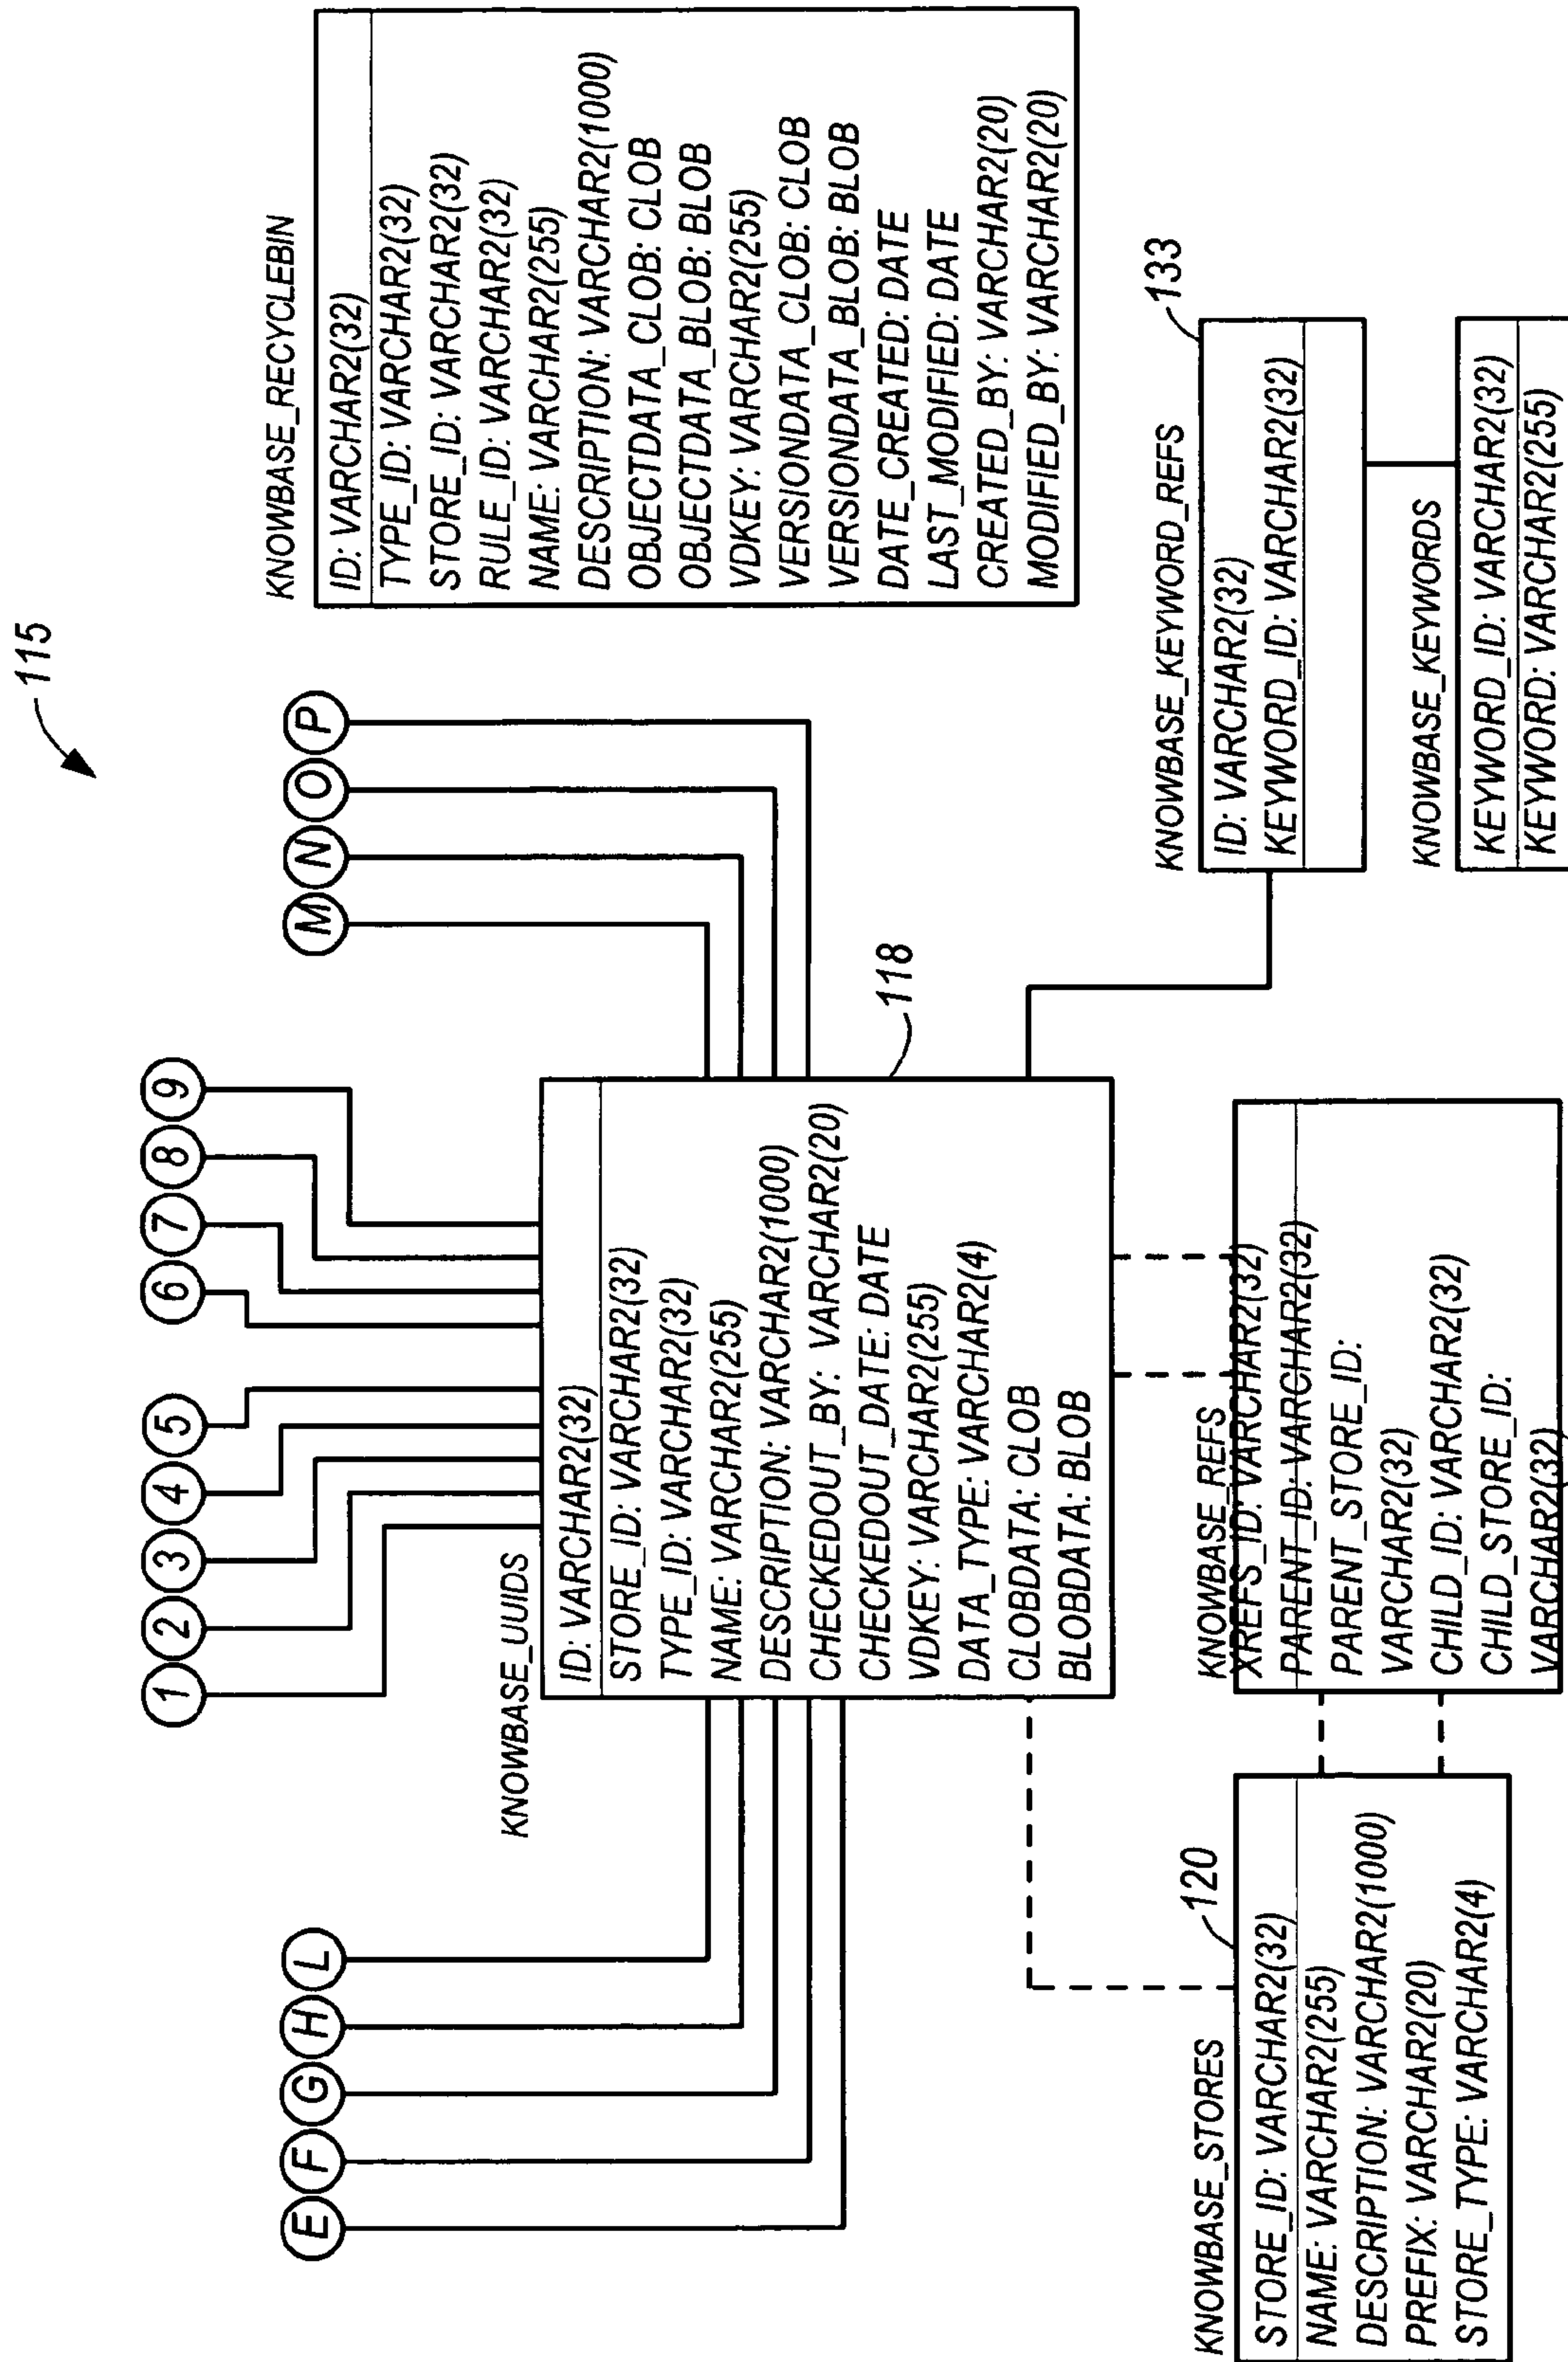 115
1
2
3
4
5
6
7
8
9
E
F
G
H
L
M
N
O
P
KNOWBASE_UUIDS
ID: VARCHAR2(32)
STORE_ID: VARCHAR2(32)
TYPE_ID: VARCHAR2(32)
NAME: VARCHAR2(255)
DESCRIPTION: VARCHAR2(1000)
CHECKEDOUT_BY: VARCHAR2(20)
CHECKEDOUT_DATE: DATE
VDKEY: VARCHAR2(255)
DATA_TYPE: VARCHAR2(4)
CLOBDATA: CLOB
BLOBDATA: BLOB
118
KNOWBASE_RECYCLEBIN
ID: VARCHAR2(32)
TYPE_ID: VARCHAR2(32)
STORE_ID: VARCHAR2(32)
RULE_ID: VARCHAR2(32)
NAME: VARCHAR2(255)
DESCRIPTION: VARCHAR2(1000)
OBJECTDATA_CLOB: CLOB
OBJECTDATA_BLOB: BLOB
VDKEY: VARCHAR2(255)
VERSIONDATA_CLOB: CLOB
VERSIONDATA_BLOB: BLOB
DATE_CREATED: DATE
LAST_MODIFIED: DATE
CREATED_BY: VARCHAR2(20)
MODIFIED_BY: VARCHAR2(20)
KNOWBASE_STORES
120
STORE_ID: VARCHAR2(32)
NAME: VARCHAR2(255)
DESCRIPTION: VARCHAR2(1000)
PREFIX: VARCHAR2(20)
STORE_TYPE: VARCHAR2(4)
KNOWBASE_REFS
XREFS_ID: VARCHAR2(32)
PARENT_ID: VARCHAR2(32)
PARENT_STORE_ID:
VARCHAR2(32)
CHILD_ID: VARCHAR2(32)
CHILD_STORE_ID:
VARCHAR2(32)
KNOWBASE_KEYWORD_REFS
133
ID: VARCHAR2(32)
KEYWORD_ID: VARCHAR2(32)
KNOWBASE_KEYWORDS
KEYWORD_ID: VARCHAR2(32)
KEYWORD: VARCHAR2(255)